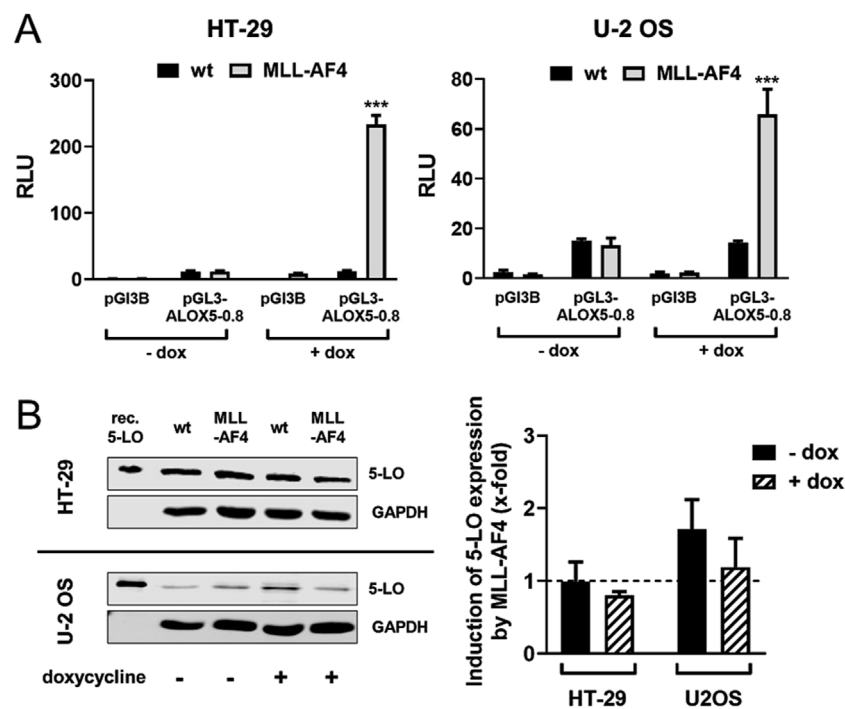 A
HT-29
wt MLL-AF4
RLU
300
200
100
0
***
pGl3B pGL3- pGl3B pGL3-
ALOX5-0.8 ALOX5-0.8
- dox + dox
U-2 OS
wt MLL-AF4
RLU
80
60
40
20
0
***
pGl3B pGL3- pGl3B pGL3-
ALOX5-0.8 ALOX5-0.8
- dox + dox
B
rec. MLL MLL
5-LO wt -AF4 wt -AF4
HT-29
5-LO
GAPDH
U-2 OS
5-LO
GAPDH
doxycycline - - + +
Induction of 5-LO expression
by MLL-AF4 (x-fold)
3
2
1
0
- dox
+ dox
HT-29 U2OS